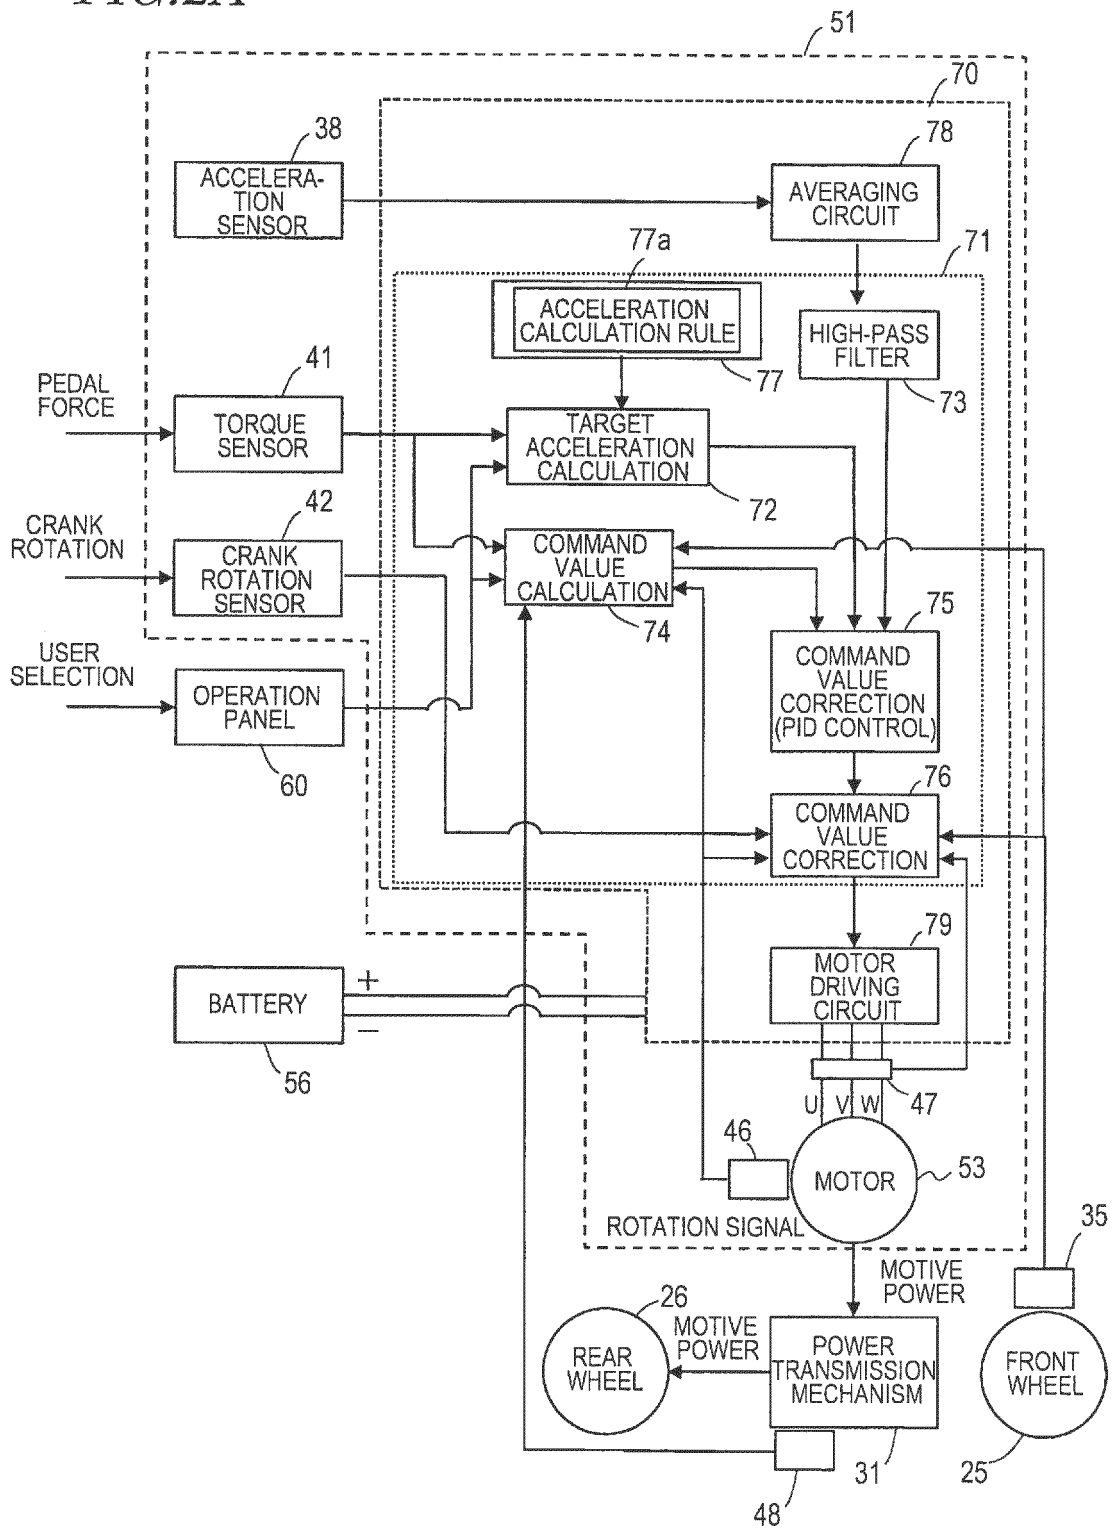 FIG.2A
51
70
38
78
ACCELERA-
TION
SENSOR
AVERAGING
CIRCUIT
77a
71
ACCELERATION
CALCULATION RULE
HIGH-PASS
FILTER
77
73
PEDAL
FORCE
41
TORQUE
SENSOR
TARGET
ACCELERATION
CALCULATION
72
CRANK
ROTATION
42
CRANK
ROTATION
SENSOR
COMMAND
VALUE
CALCULATION
74
75
USER
SELECTION
OPERATION
PANEL
60
COMMAND
VALUE
CORRECTION
(PID CONTROL)
76
COMMAND
VALUE
CORRECTION
79
BATTERY
+
−
56
MOTOR
DRIVING
CIRCUIT
47
U V W
46
MOTOR
53
ROTATION SIGNAL
35
MOTIVE
POWER
26
REAR
WHEEL
MOTIVE
POWER
POWER
TRANSMISSION
MECHANISM
FRONT
WHEEL
31
25
48